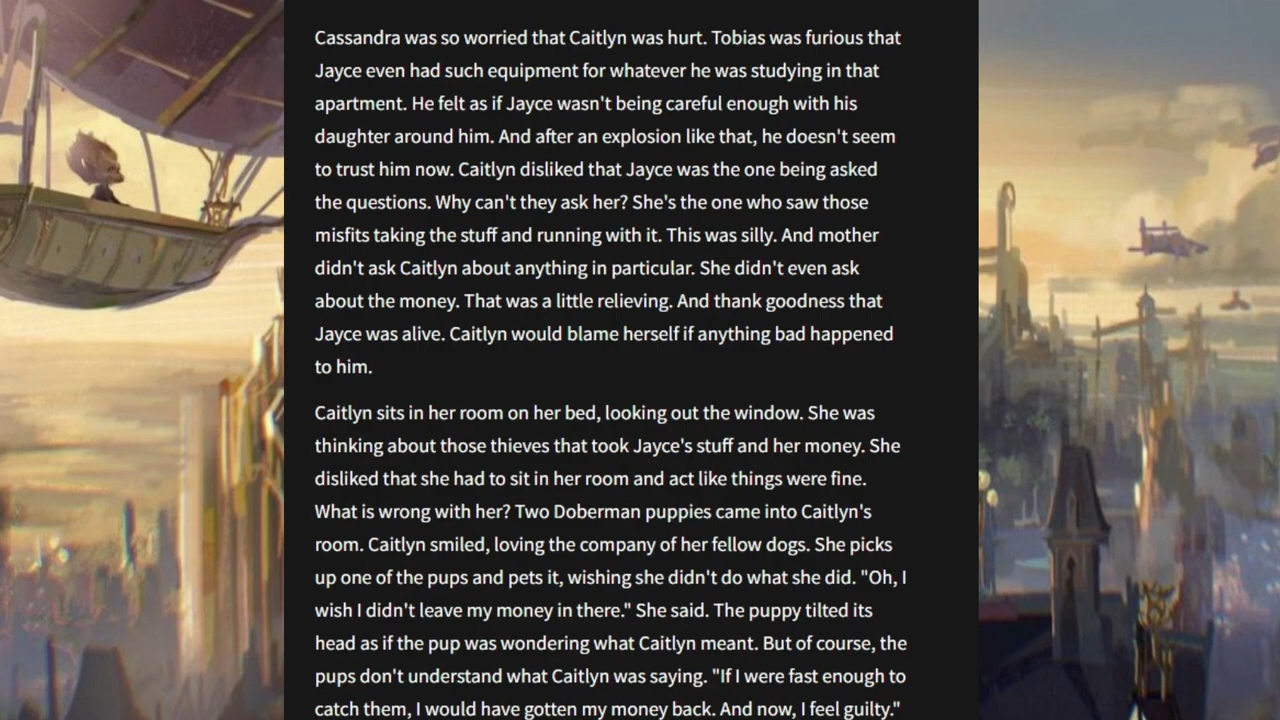 Cassandra was so worried that Caitlyn was hurt. Tobias was furious that
Jayce even had such equipment for whatever he was studying in that
apartment. He felt as if Jayce wasn't being careful enough with his
daughter around him. And after an explosion like that, he doesn't seem
to trust him now. Caitlyn disliked that Jayce was the one being asked
the questions. Why can't they ask her? She's the one who saw those
misfits taking the stuff and running with it. This was silly. And mother
didn't ask Caitlyn about anything in particular. She didn't even ask
about the money. That was a little relieving. And thank goodness that
Jayce was alive. Caitlyn would blame herself if anything bad happened
to him.
Caitlyn sits in her room on her bed, looking out the window. She was
thinking about those thieves that took Jayce's stuff and her money. She
disliked that she had to sit in her room and act like things were fine.
What is wrong with her? Two Doberman puppies came into Caitlyn's
room. Caitlyn smiled, loving the company of her fellow dogs. She picks
up one of the pups and pets it, wishing she didn't do what she did. "Oh, I
wish I didn't leave my money in there." She said. The puppy tilted its
head as if the pup was wondering what Caitlyn meant. But of course, the
pups don't understand what Caitlyn was saying. "If I were fast enough to
catch them, I would have gotten my money back. And now, I feel guilty."